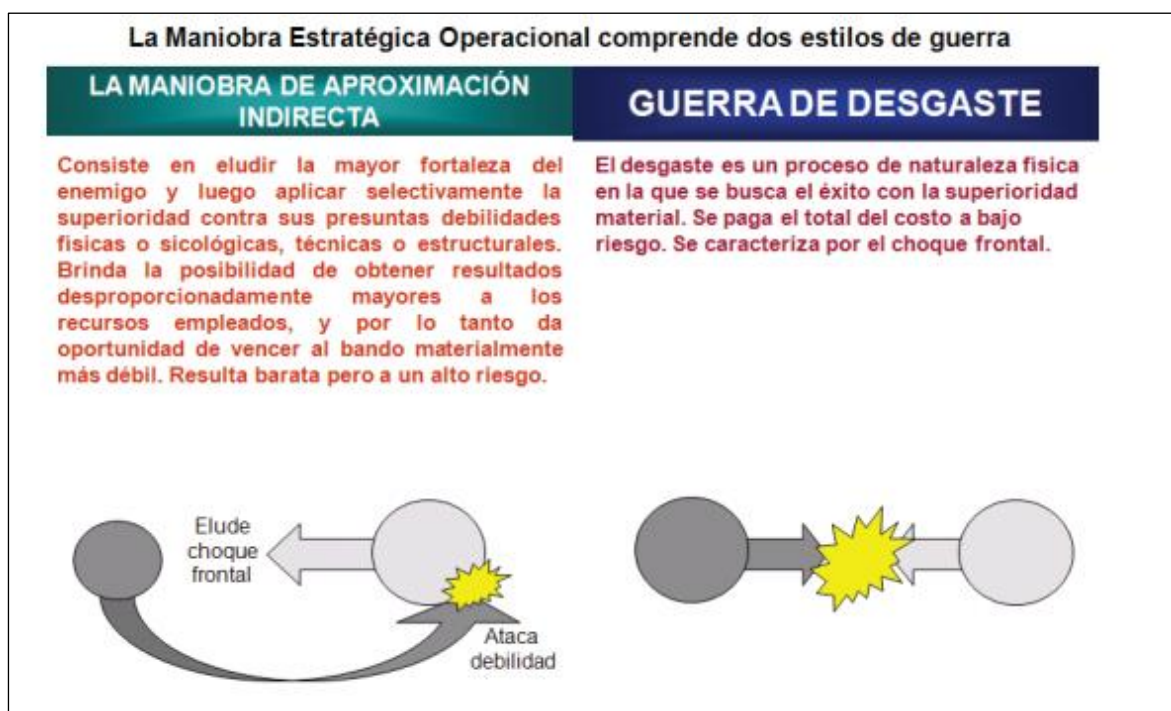 La Maniobra Estratégica Operacional comprende dos estilos de guerra
LA MANIOBRA DE APROXIMACIÓN
INDIRECTA
Consiste en eludir la mayor fortaleza del
enemigo y luego aplicar selectivamente la
superioridad contra sus presuntas debilidades
fisicas o sicológicas, técnicas o estructurales.
Brinda la posibilidad de obtener resultados
desproporcionadamente mayores a los
recursos empleados, y por lo tanto da
oportunidad de vencer al bando materialmente
más débil. Resulta barata pero a un alto riesgo.
GUERRA DE DESGASTE
El desgaste es un proceso de naturaleza fisica
en la que se busca el éxito con la superioridad
material. Se paga el total del costo a bajo
riesgo. Se caracteriza por el choque frontal.
Elude
choque
frontal
Ataca
debilidad